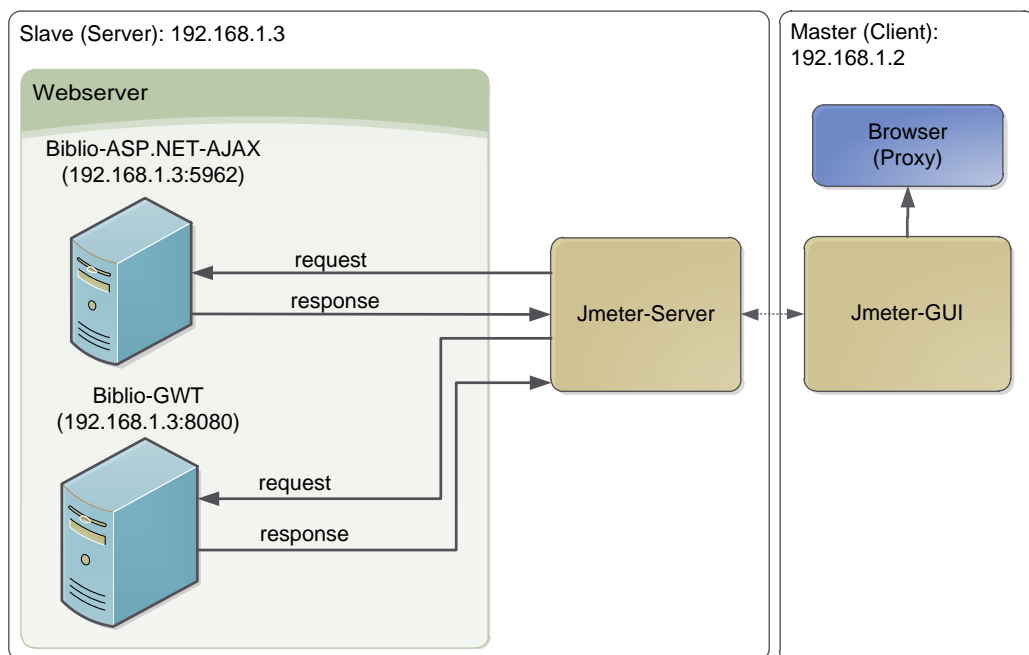 Slave (Server): 192.168.1.3
Webserver
Biblio-ASP.NET-AJAX
(192.168.1.3:5962)
request
response
Biblio-GWT
(192.168.1.3:8080)
request
response
Jmeter-Server
Master (Client):
192.168.1.2
Browser
(Proxy)
Jmeter-GUI